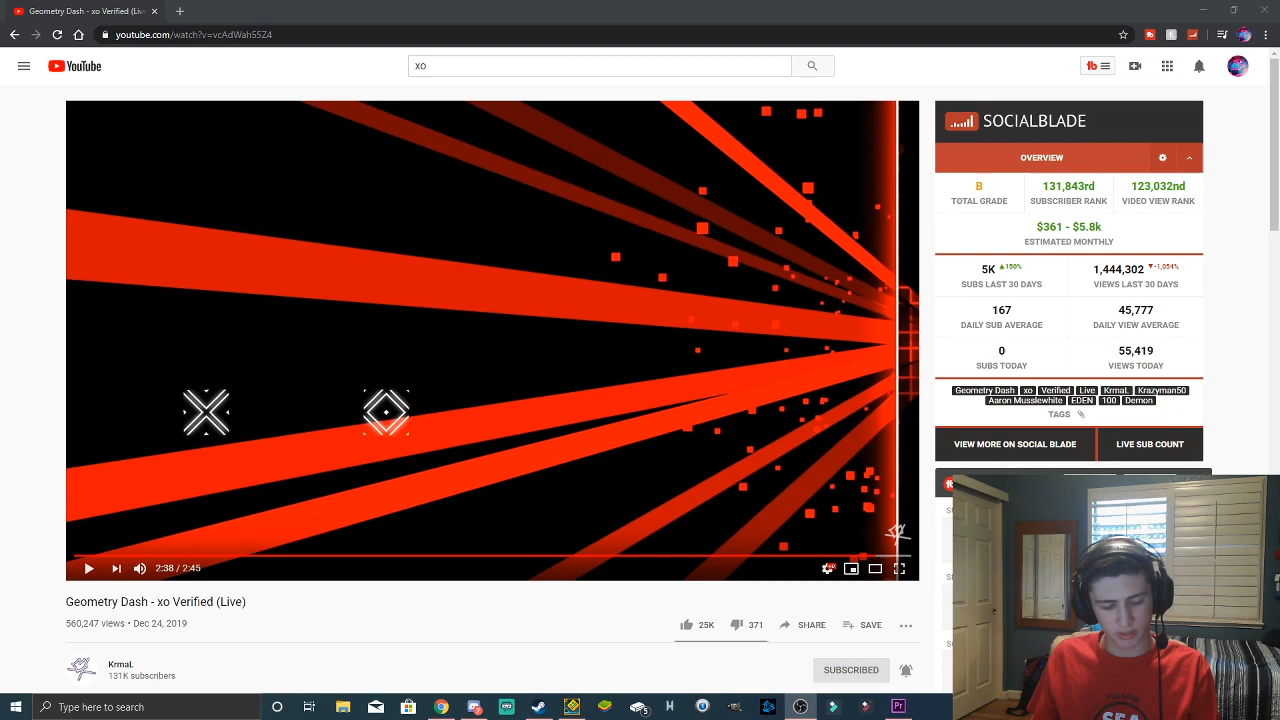 Geometry Dash - xo Verified (Live
youtube.com/watch?v=vcAdWahS5Z4
YouTube
xo
SOCIALBLADE
OVERVIEW
B
131,843rd
123,032nd
TOTAL GRADE
SUBSCRIBER RANK
VIDEO VIEW RANK
$361 - $5.8k
ESTIMATED MONTHLY
5K ▲150%
1,444,302 ▼-1,054%
SUBS LAST 30 DAYS
VIEWS LAST 30 DAYS
167
45,777
DAILY SUB AVERAGE
DAILY VIEW AVERAGE
0
55,419
SUBS TODAY
VIEWS TODAY
Geometry Dash xo Verified Live KrmaL Krazyman50
Aaron Musslewhite EDEN 100 Demon
TAGS
VIEW MORE ON SOCIAL BLADE
LIVE SUB COUNT
2:38 / 2:45
Geometry Dash - xo Verified (Live)
560,247 views • Dec 24, 2019
25K
371
SHARE
SAVE
KrmaL
131K subscribers
SUBSCRIBED
Type here to search